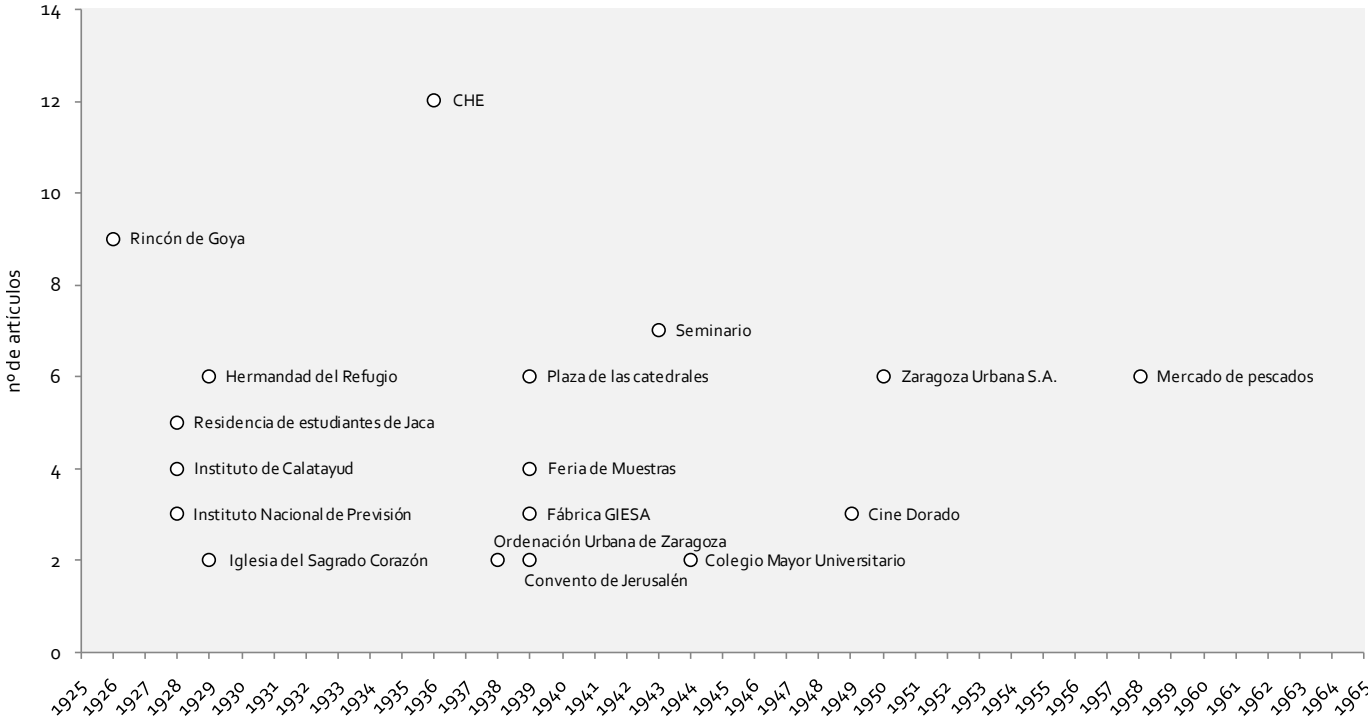 14
12
CHE
10
Rincón de Goya
8
nº de artículos
Seminario
6
Hermandad del Refugio
Plaza de las catedrales
Zaragoza Urbana S.A.
Mercado de pescados
Residencia de estudiantes de Jaca
4
Instituto de Calatayud
Feria de Muestras
Instituto Nacional de Previsión
Fábrica GIESA
Cine Dorado
Ordenación Urbana de Zaragoza
2
Iglesia del Sagrado Corazón
Colegio Mayor Universitario
Convento de Jerusalén
0
1925
1926
1927
1928
1929
1930
1931
1932
1933
1934
1935
1936
1937
1938
1939
1940
1941
1942
1943
1944
1945
1946
1947
1948
1949
1950
1951
1952
1953
1954
1955
1956
1957
1958
1959
1960
1961
1962
1963
1964
1965